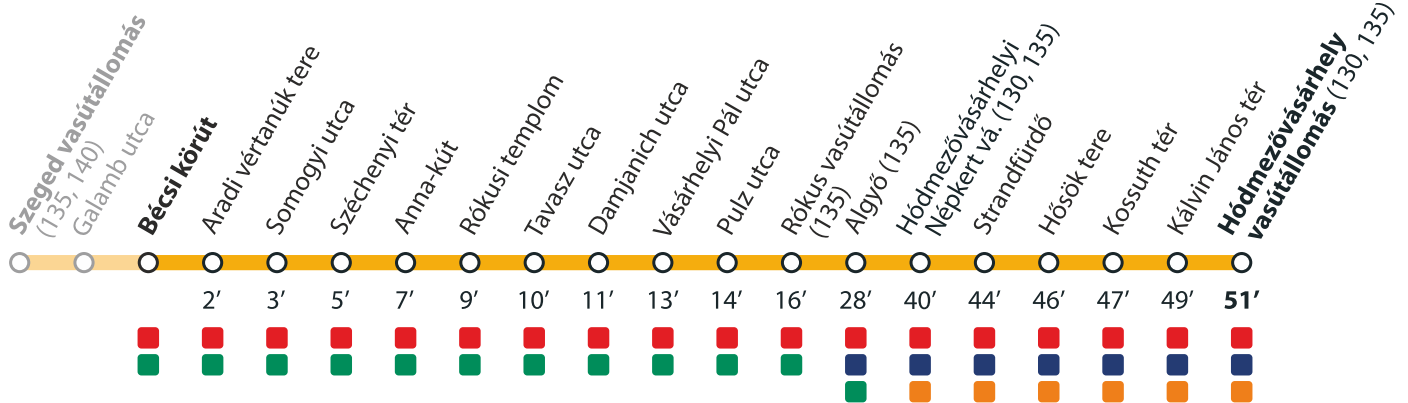 Szeged vasútállomás
(135, 140)
Galamb utca
Bécsi körút
Aradi vértanúk tere
Somogyi utca
Széchenyi tér
Anna-kút
Rókusi templom
Tavasz utca
Damjanich utca
Vásárhelyi Pál utca
Pulz utca
Rókus vasútállomás
(135)
Algyő (135)
Hódmezővásárhelyi
Népkert vá. (130, 135)
Strandfürdő
Hősök tere
Kossuth tér
Kálvin János tér
Hódmezővásárhely
vasútállomás (130, 135)
2’ 3’ 5’ 7’ 9’ 10’ 11’ 13’ 14’ 16’ 28’ 40’ 44’ 46’ 47’ 49’ 51’